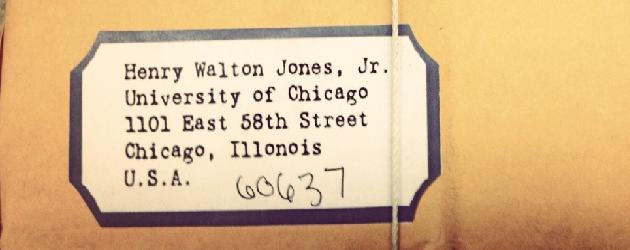 Henry Walton Jones, Jr.
University of Chicago
1101 East 58th Street
Chicago, Illonois
U.S.A. 60637